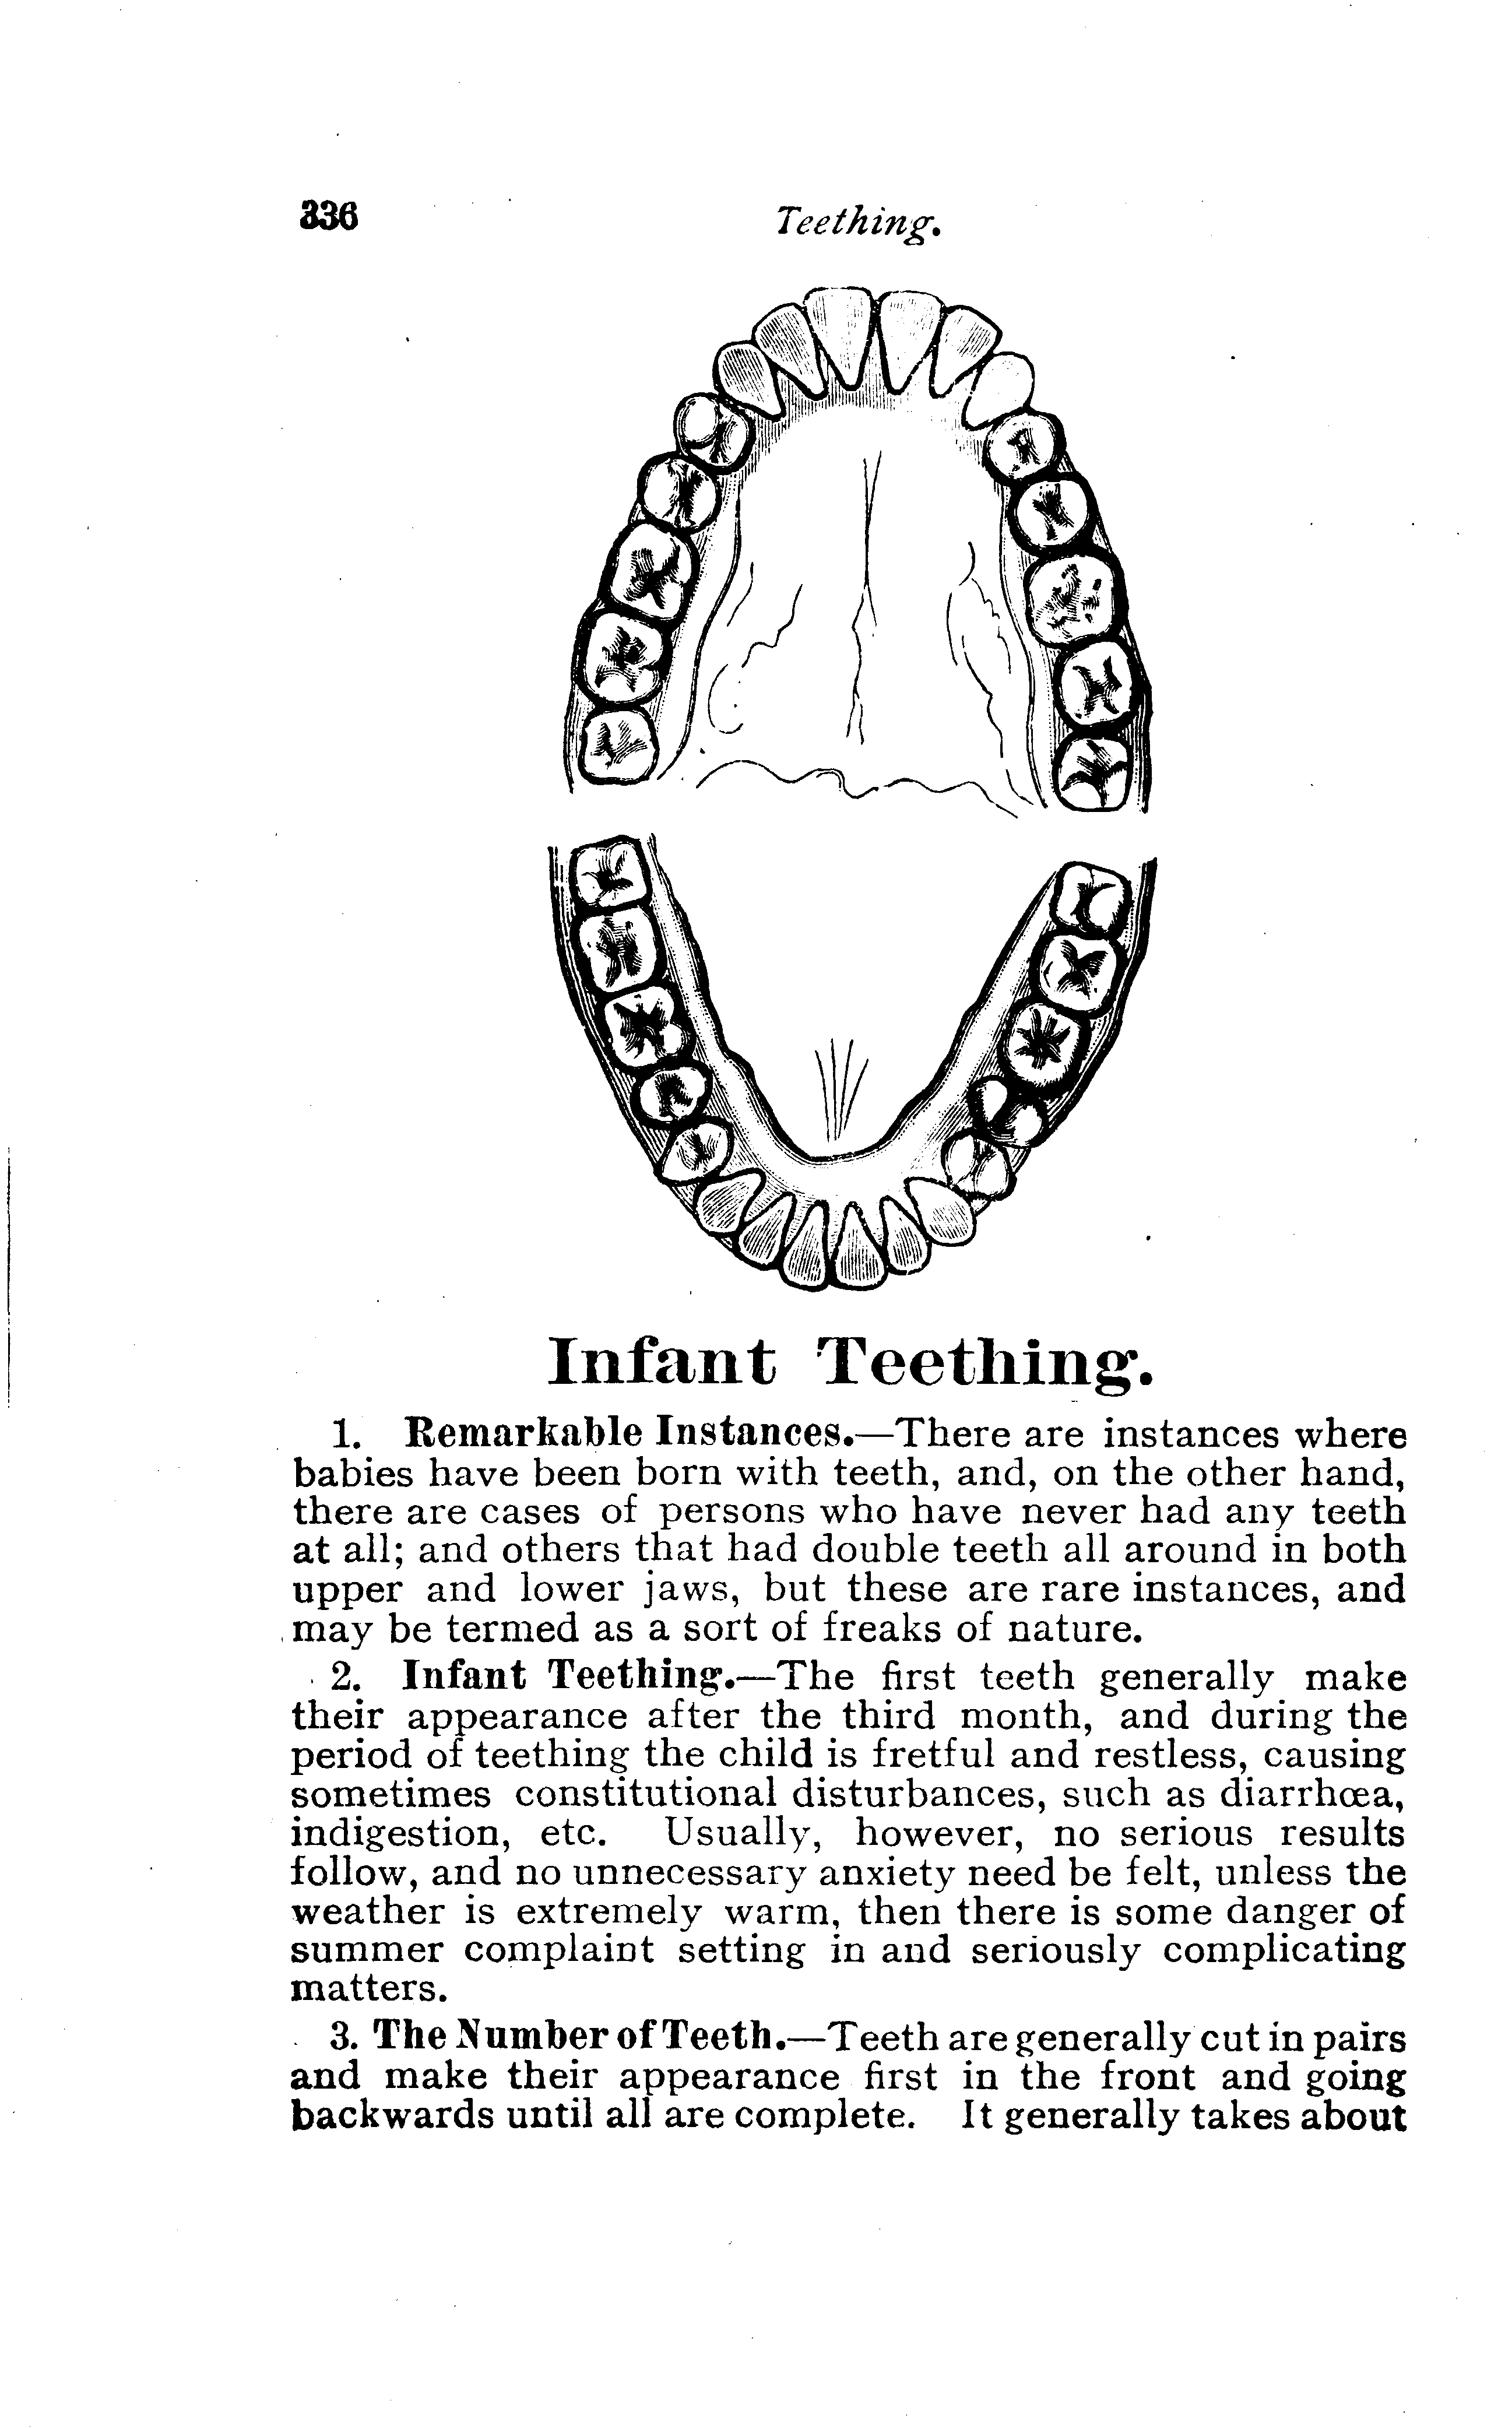 336
Teething.
Infant Teething.
1. Remarkable Instances.—There are instances where
babies have been born with teeth, and, on the other hand,
there are cases of persons who have never had any teeth
at all; and others that had double teeth all around in both
upper and lower jaws, but these are rare instances, and
may be termed as a sort of freaks of nature.
2. Infant Teething.—The first teeth generally make
their appearance after the third month, and during the
period of teething the child is fretful and restless, causing
sometimes constitutional disturbances, such as diarrhœa,
indigestion, etc. Usually, however, no serious results
follow, and no unnecessary anxiety need be felt, unless the
weather is extremely warm, then there is some danger of
summer complaint setting in and seriously complicating
matters.
3. The Number of Teeth.—Teeth are generally cut in pairs
and make their appearance first in the front and going
backwards until all are complete. It generally takes about